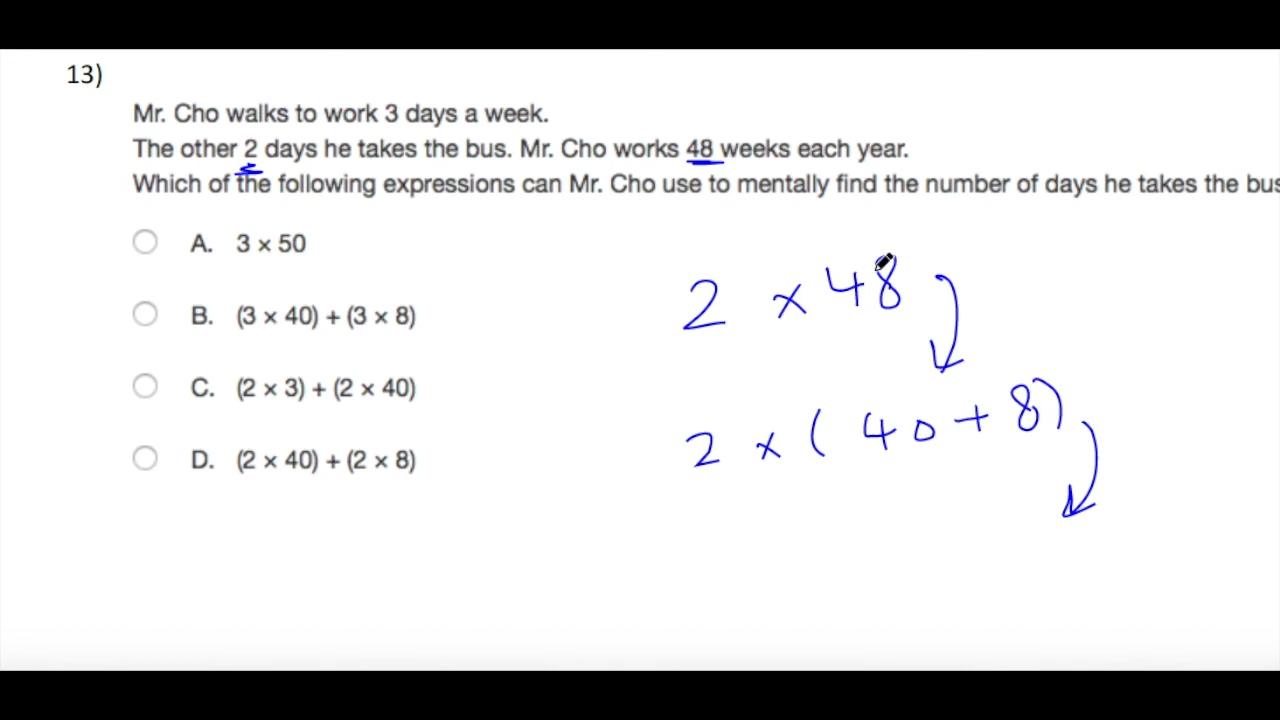 13)
Mr. Cho walks to work 3 days a week.
The other 2 days he takes the bus. Mr. Cho works 48 weeks each year.
Which of the following expressions can Mr. Cho use to mentally find the number of days he takes the bus
A. 3 × 50
B. (3 × 40) + (3 × 8)
C. (2 × 3) + (2 × 40)
D. (2 × 40) + (2 × 8)
2 × 48
2 × (40 + 8)